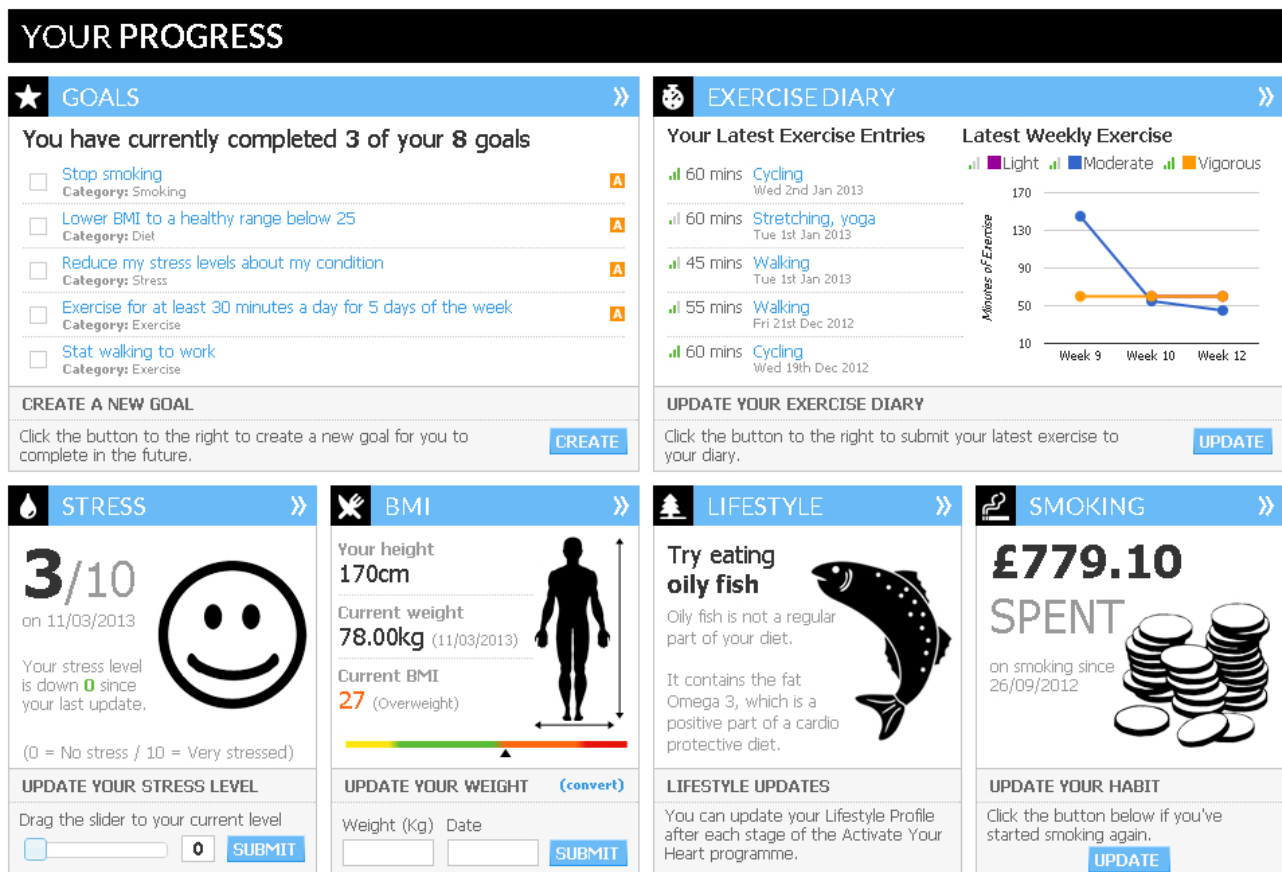 YOUR PROGRESS
GOALS
You have currently completed 3 of your 8 goals
Stop smoking
Category: Smoking
A
Lower BMI to a healthy range below 25
Category: Diet
A
Reduce my stress levels about my condition
Category: Stress
A
Exercise for at least 30 minutes a day for 5 days of the week
Category: Exercise
A
Stat walking to work
Category: Exercise
CREATE A NEW GOAL
Click the button to the right to create a new goal for you to
complete in the future.
CREATE
EXERCISE DIARY
Your Latest Exercise Entries
60 mins Cycling
Wed 2nd Jan 2013
60 mins Stretching, yoga
Tue 1st Jan 2013
45 mins Walking
Tue 1st Jan 2013
55 mins Walking
Fri 21st Dec 2012
60 mins Cycling
Wed 19th Dec 2012
Latest Weekly Exercise
Light Moderate Vigorous
Minutes of Exercise
170
130
90
50
10
Week 9 Week 10 Week 12
UPDATE YOUR EXERCISE DIARY
Click the button to the right to submit your latest exercise to
your diary.
UPDATE
STRESS
3/10
on 11/03/2013
Your stress level
is down 0 since
your last update.
(0 = No stress / 10 = Very stressed)
UPDATE YOUR STRESS LEVEL
Drag the slider to your current level
0
SUBMIT
BMI
Your height
170cm
Current weight
78.00kg (11/03/2013)
Current BMI
27 (Overweight)
UPDATE YOUR WEIGHT (convert)
Weight (Kg) Date
SUBMIT
LIFESTYLE
Try eating
oily fish
Oily fish is not a regular
part of your diet.
It contains the fat
Omega 3, which is a
positive part of a cardio
protective diet.
LIFESTYLE UPDATES
You can update your Lifestyle Profile
after each stage of the Activate Your
Heart programme.
SMOKING
£779.10
SPENT
on smoking since
26/09/2012
UPDATE YOUR HABIT
Click the button below if you've
started smoking again.
UPDATE